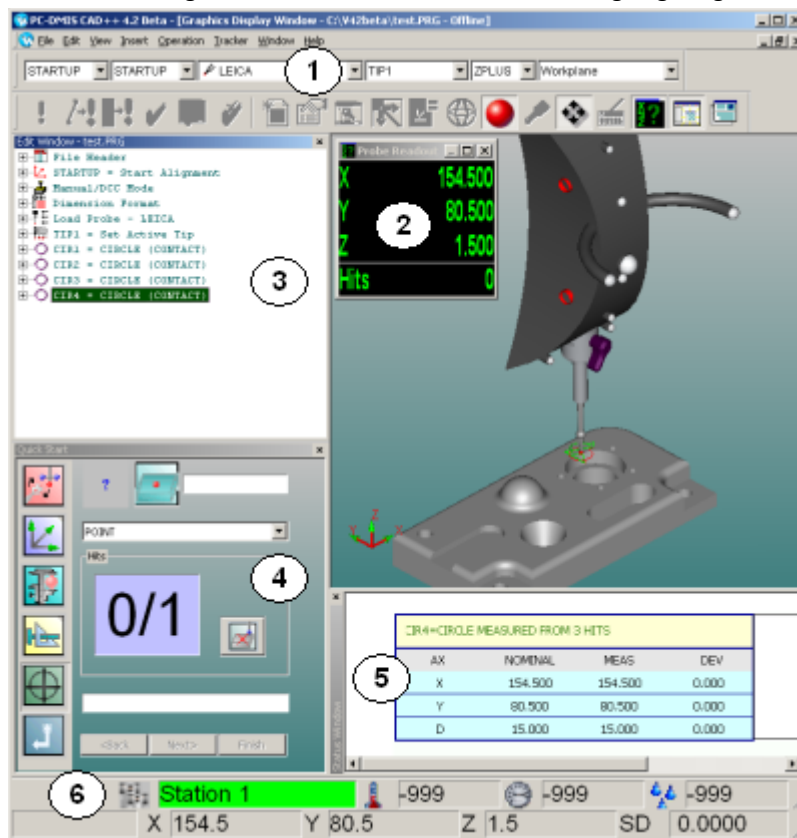 PC-DMIS CAD++ 4.2 Beta - [Graphics Display Window - C:\V42beta\test.PRG - Offline]
File Edit View Insert Operation Tracker Window Help
STARTUP STARTUP LEICA 1 TIP1 ZPLUS Workplane
Edit Window - test.PRG
File Header
STARTUP = Start Alignment
Manual/DCC Mode
Dimension Format
Load Probe - LEICA
TIP1 = Set Active Tip
CIR1 = CIRCLE (CONTACT)
CIR2 = CIRCLE (CONTACT)
CIR3 = CIRCLE (CONTACT)
CIR4 = CIRCLE (CONTACT)
3
Probe Readout
X 154.500
Y 80.500
2
Z 1.500
Hits 0
Z
Y X
Quick Start
?
POINT
Hits
0/1
4
<Back Next> Finish
Status Window
CIR4=CIRCLE MEASURED FROM 3 HITS
AX NOMINAL MEAS DEV
5
X 154.500 154.500 0.000
Y 80.500 80.500 0.000
D 15.000 15.000 0.000
6 Station 1 -999 -999 -999
X 154.5 Y 80.5 Z 1.5 SD 0.0000